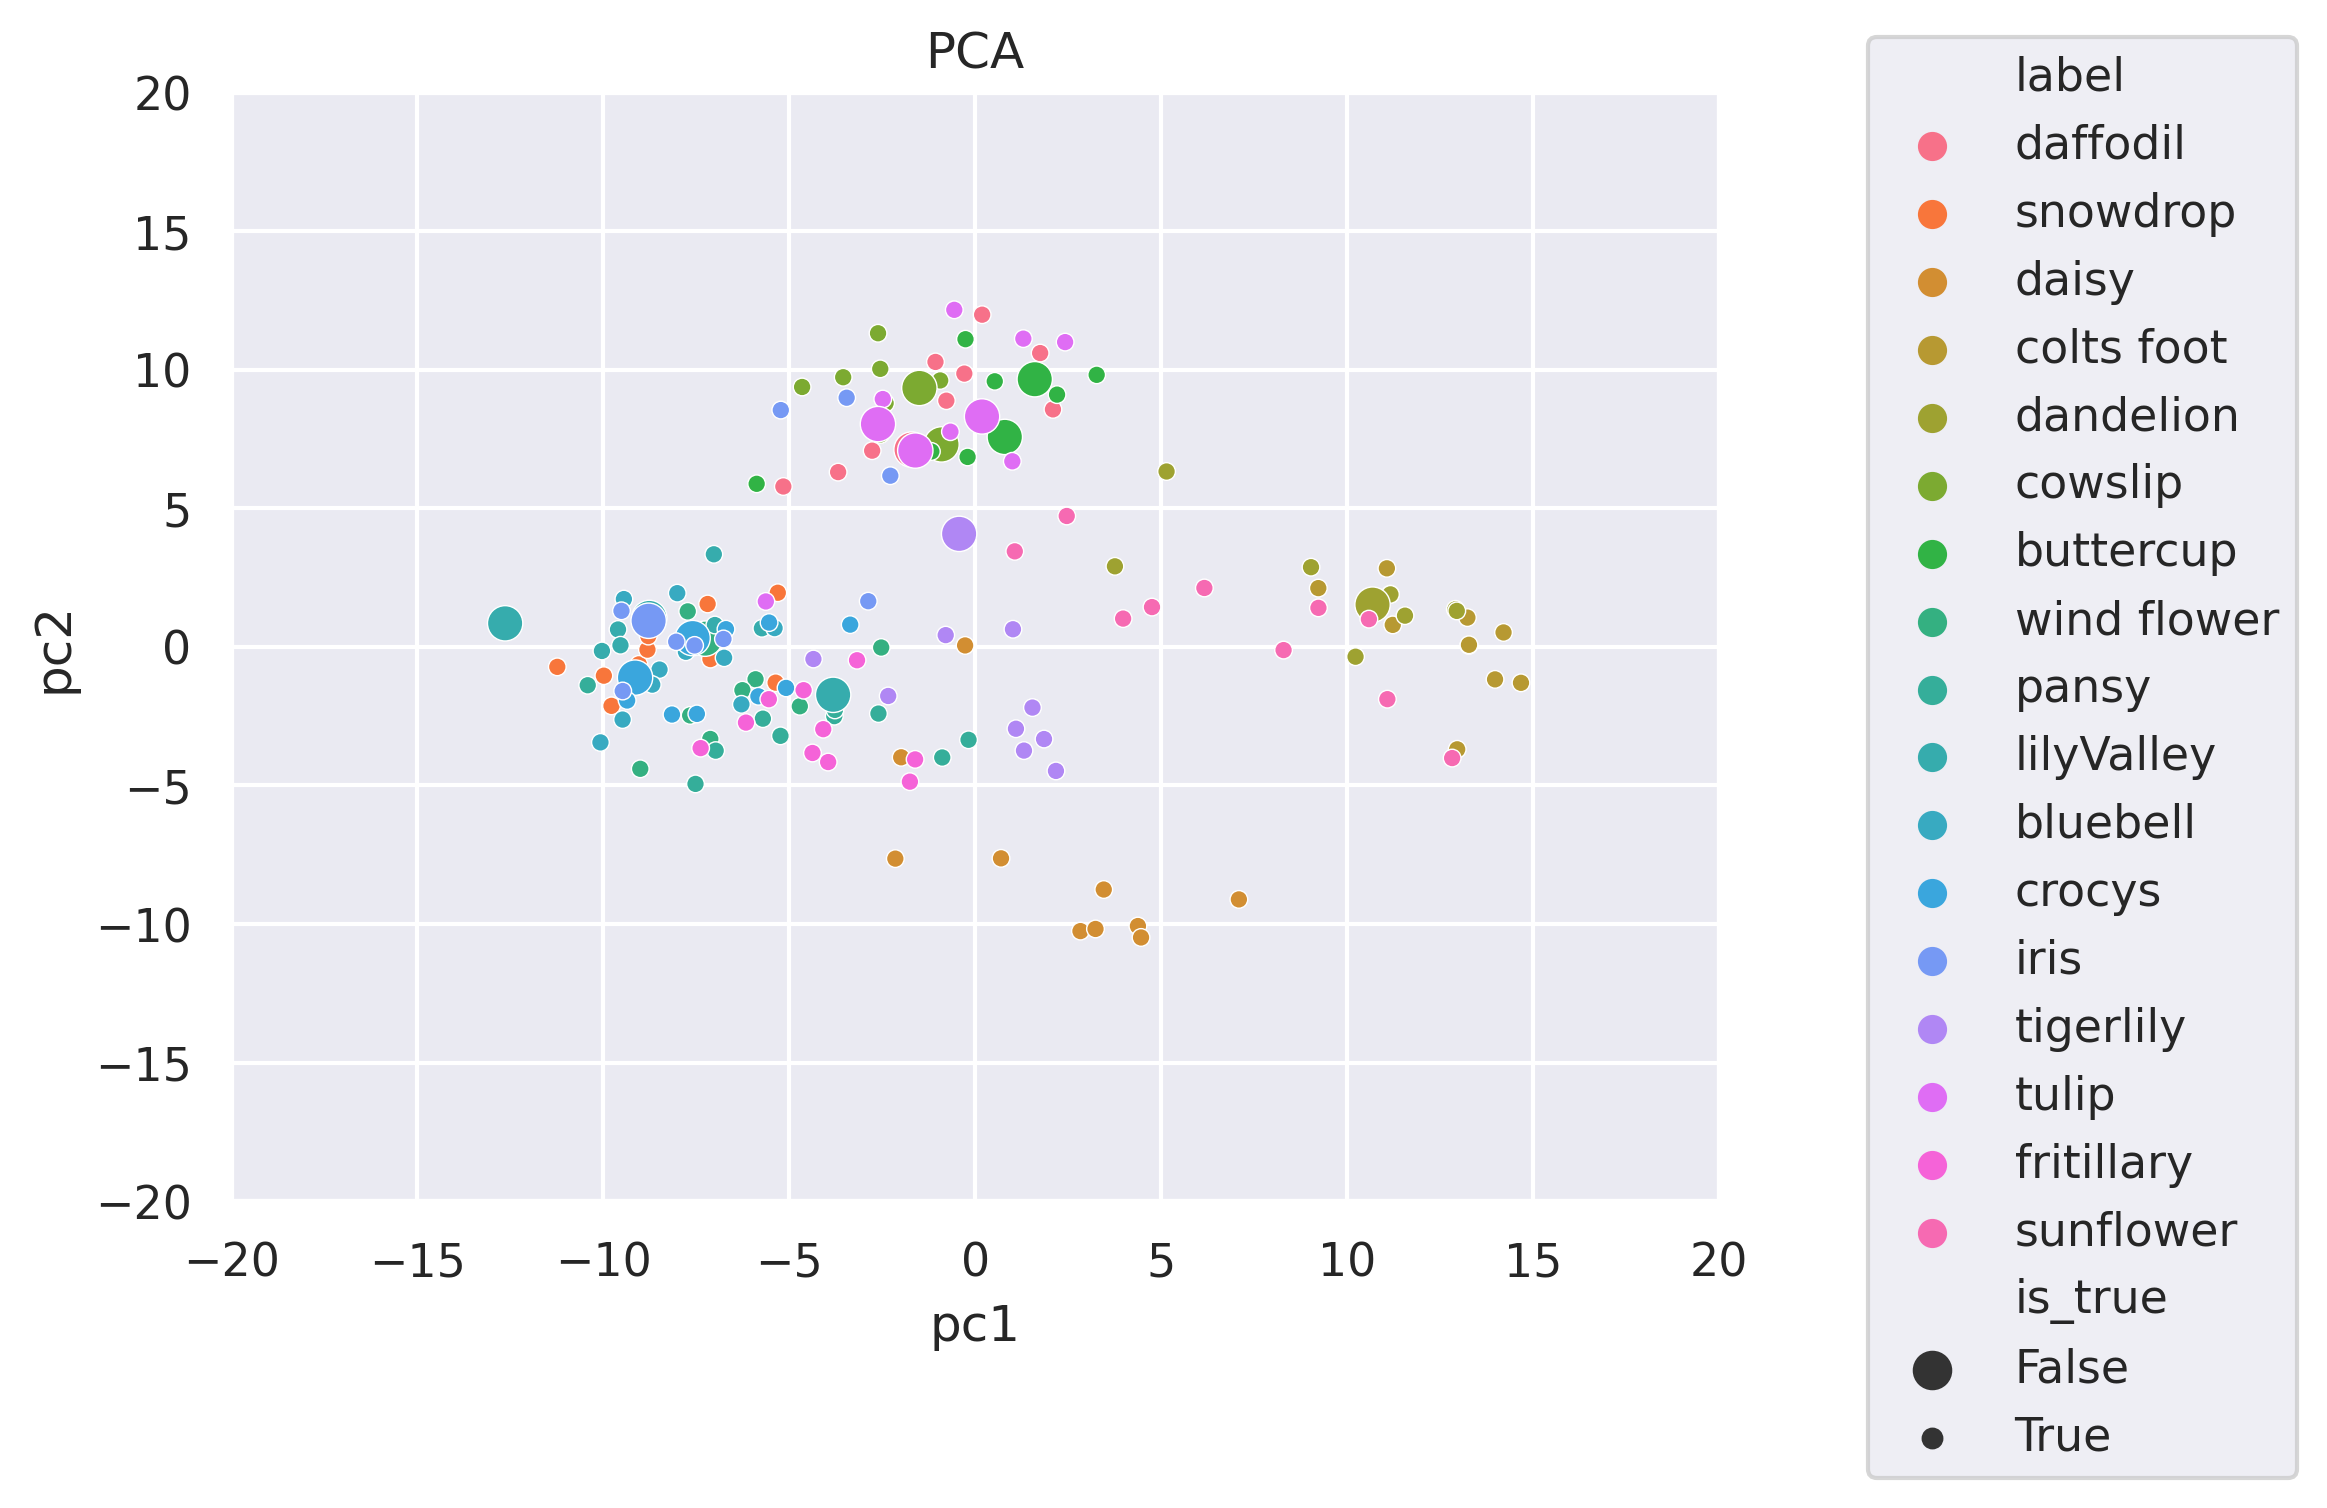 PCA
20
15
10
5
0
−5
−10
−15
−20
pc2
−20 −15 −10 −5 0 5 10 15 20
pc1
label
daffodil
snowdrop
daisy
colts foot
dandelion
cowslip
buttercup
wind flower
pansy
lilyValley
bluebell
crocys
iris
tigerlily
tulip
fritillary
sunflower
is_true
False
True